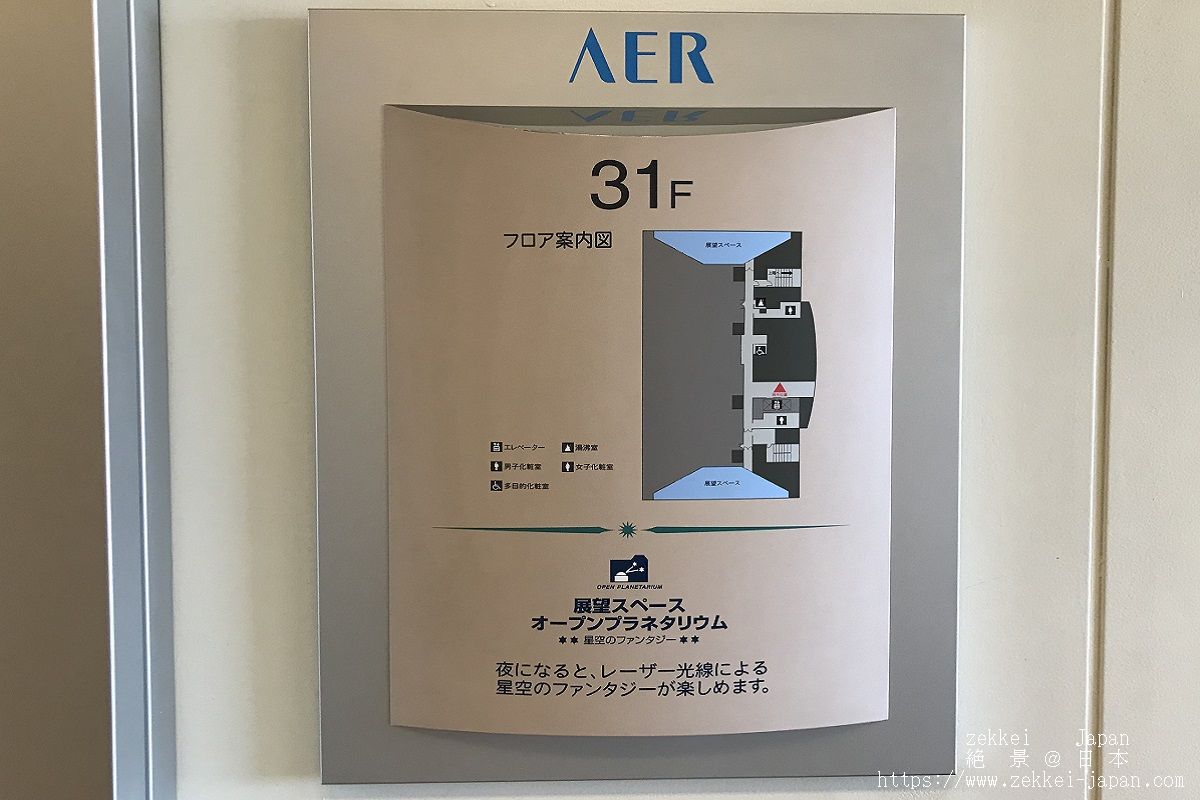 AER
31F
フロア案内図
展望スペース
現在位置
展望スペース
エレベーター
湯沸室
男子化粧室
女子化粧室
多目的化粧室
OPEN PLANETARIUM
展望スペース
オープンプラネタリウム
✶✶ 星空のファンタジー ✶✶
夜になると、レーザー光線による
星空のファンタジーが楽しめます。
zekkei Japan
絶景@日本
https://www.zekkei-japan.com